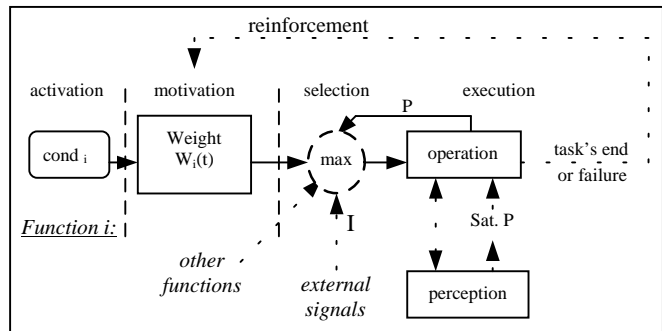 reinforcement
activation motivation selection execution
P
cond i
Weight
Wi(t)
max
operation
task's end
or failure
Function i:
I
Sat. P
other
functions
external
signals
perception